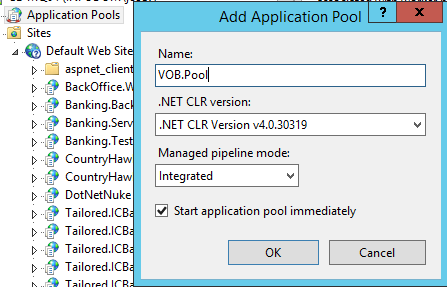 Application Pools
Sites
Default Web Site
aspnet_client
BackOffice.W
Banking.Back
Banking.Serv
Banking.Test
CountryHaw
CountryHaw
DotNetNuke
Tailored.ICBa
Tailored.ICBa
Tailored.ICBa
Tailored.ICBa
Add Application Pool
?
X
Name:
VOB.Pool
.NET CLR version:
.NET CLR Version v4.0.30319
Managed pipeline mode:
Integrated
Start application pool immediately
OK
Cancel